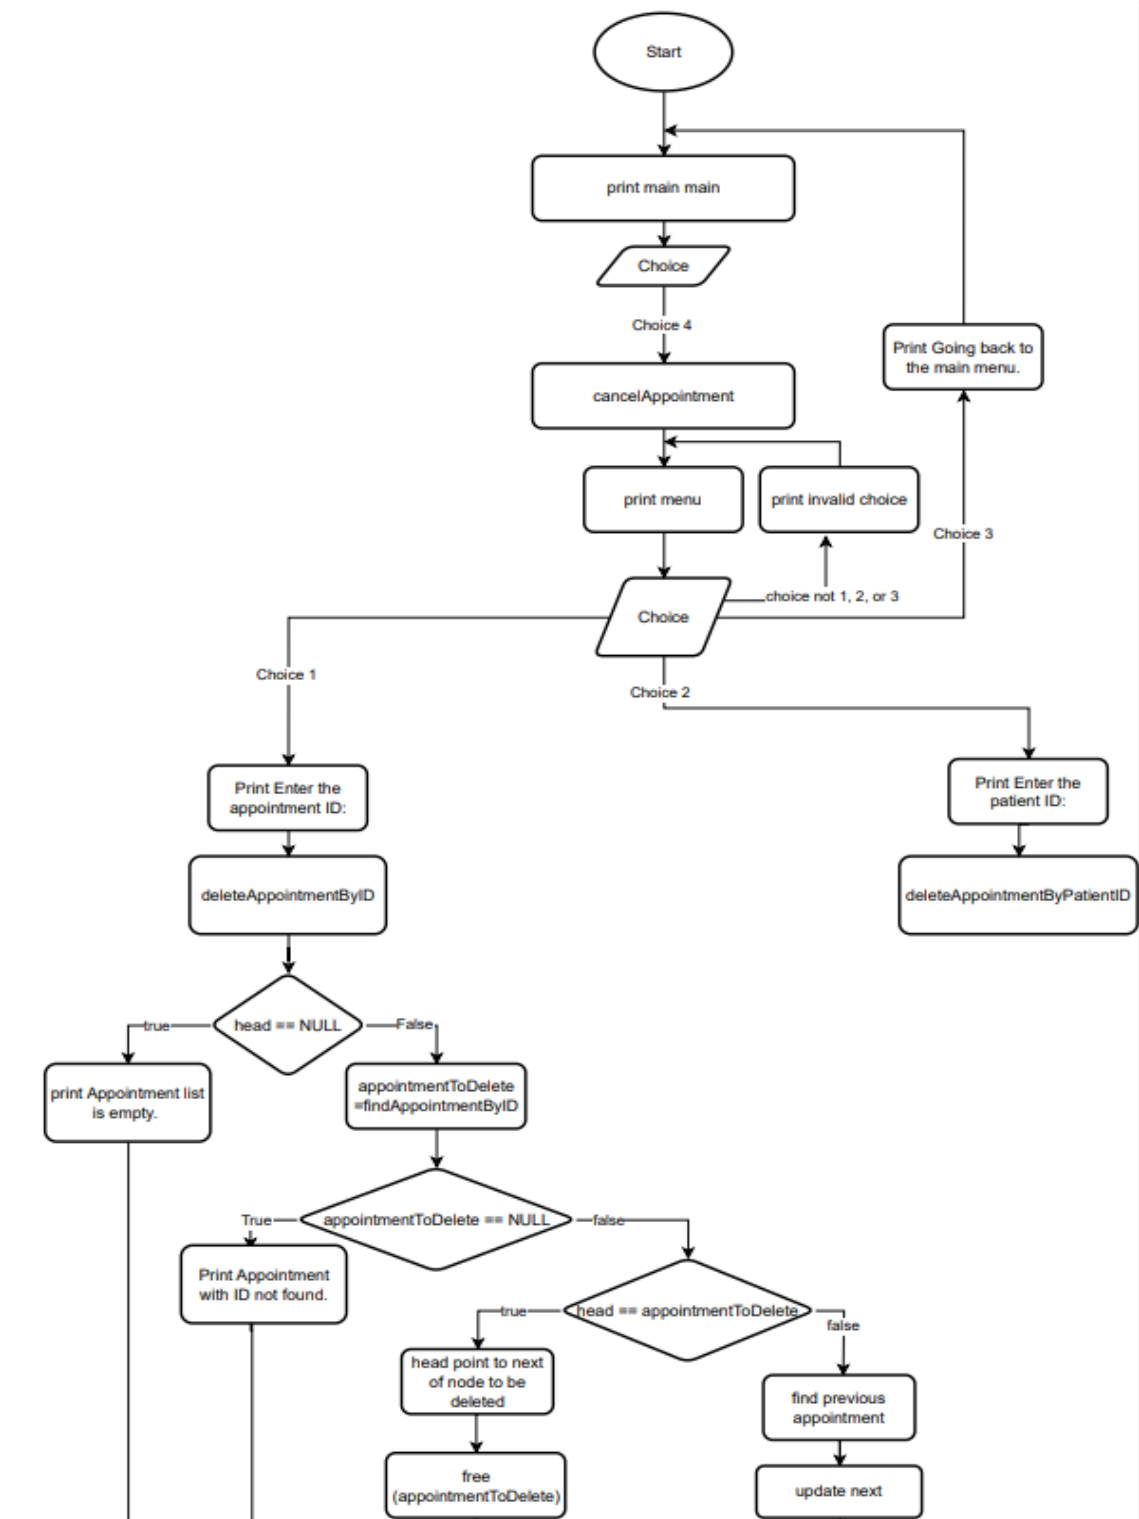 Start
print main main
Choice
Choice 4
Print Going back to
the main menu.
cancelAppointment
print menu
print invalid choice
Choice 3
choice not 1, 2, or 3
Choice
Choice 1
Choice 2
Print Enter the
appointment ID:
Print Enter the
patient ID:
deleteAppointmentByID
deleteAppointmentByPatientID
true
head == NULL
False
print Appointment list
is empty.
appointmentToDelete
=findAppointmentByID
True
appointmentToDelete == NULL
false
Print Appointment
with ID not found.
true
head == appointmentToDelete
false
head point to next
of node to be
deleted
find previous
appointment
free
(appointmentToDelete)
update next